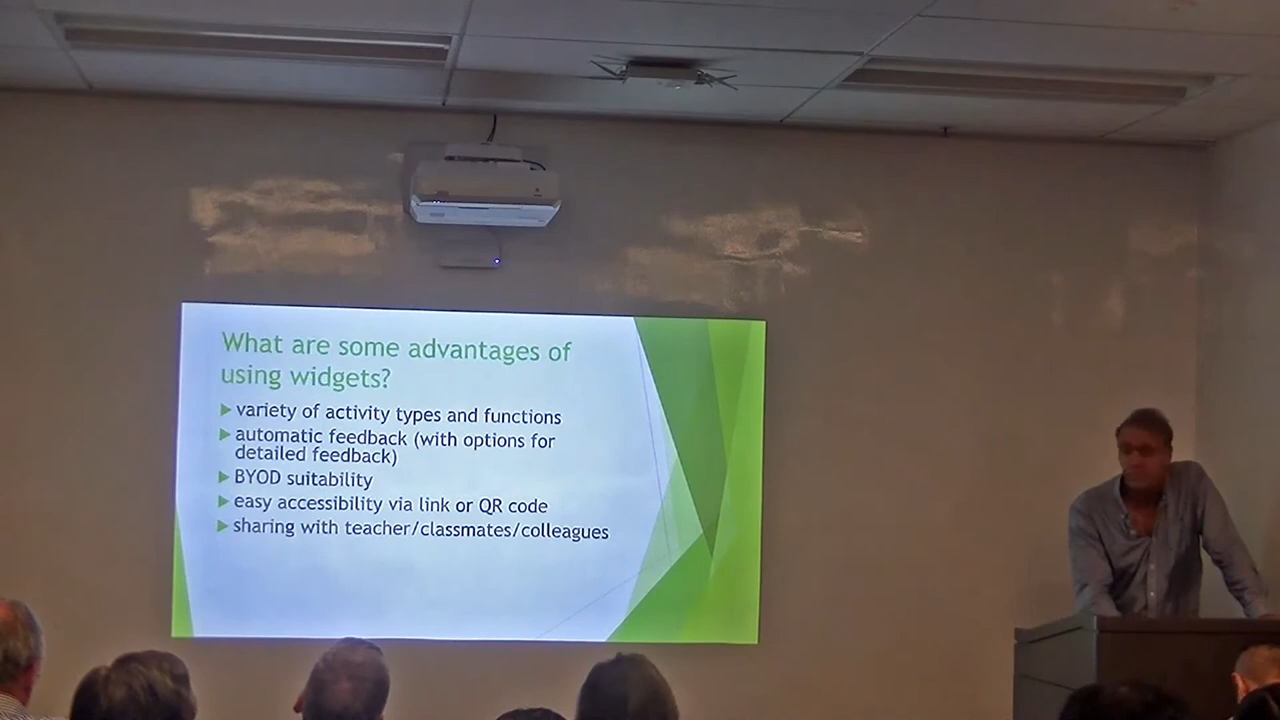 What are some advantages of
using widgets?
variety of activity types and functions
automatic feedback (with options for
detailed feedback)
BYOD suitability
easy accessibility via link or QR code
sharing with teacher/classmates/colleagues